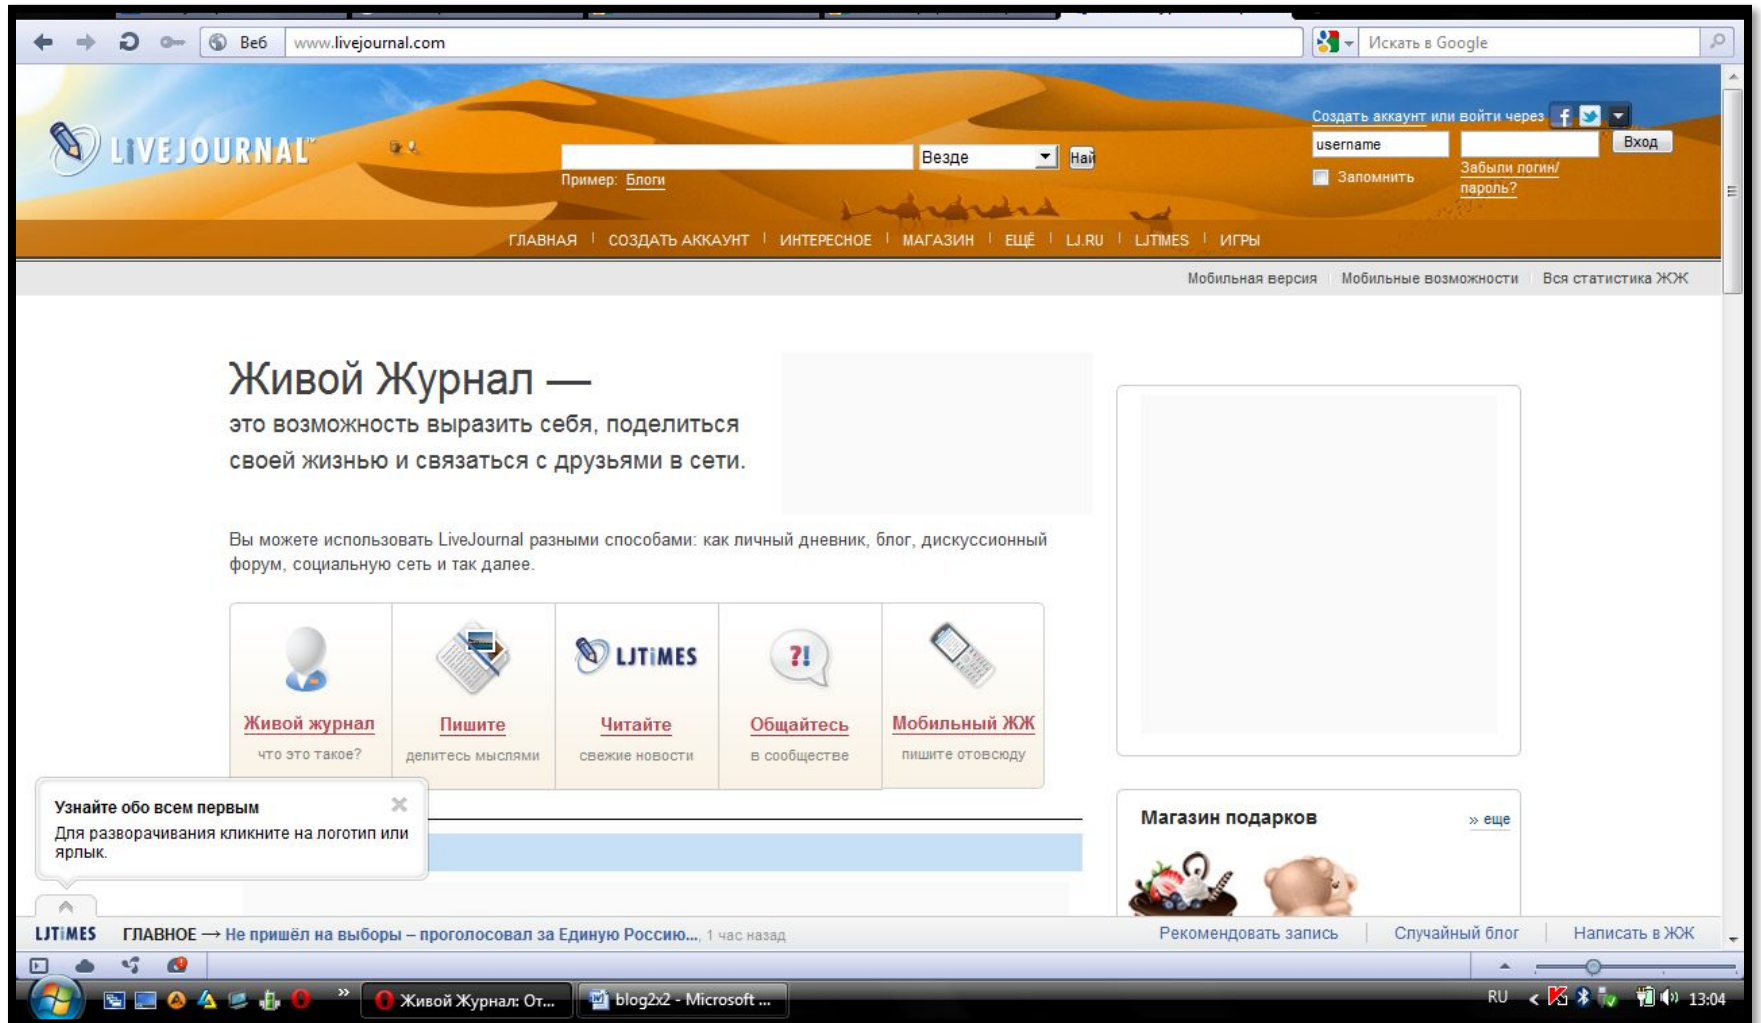 Веб www.livejournal.com Искать в Google
LiVEJOURNAL
Создать аккаунт или войти через
username Вход
Везде Най
Пример: Блоги
Запомнить Забыли логин/
пароль?
ГЛАВНАЯ СОЗДАТЬ АККАУНТ ИНТЕРЕСНОЕ МАГАЗИН ЕЩЁ LJ.RU LJTIMES ИГРЫ
Мобильная версия Мобильные возможности Вся статистика ЖЖ
Живой Журнал —
это возможность выразить себя, поделиться
своей жизнью и связаться с друзьями в сети.
Вы можете использовать LiveJournal разными способами: как личный дневник, блог, дискуссионный
форум, социальную сеть и так далее.
LJTiMES ?!
Живой журнал Пишите Читайте Общайтесь Мобильный ЖЖ
что это такое? делитесь мыслями свежие новости в сообществе пишите отовсюду
Узнайте обо всем первым
Для разворачивания кликните на логотип или
ярлык.
Магазин подарков » еще
LJTiMES ГЛАВНОЕ → Не пришёл на выборы – проголосовал за Единую Россию..., 1 час назад Рекомендовать запись Случайный блог Написать в ЖЖ
» Живой Журнал: От... blog2x2 - Microsoft ... RU 13:04